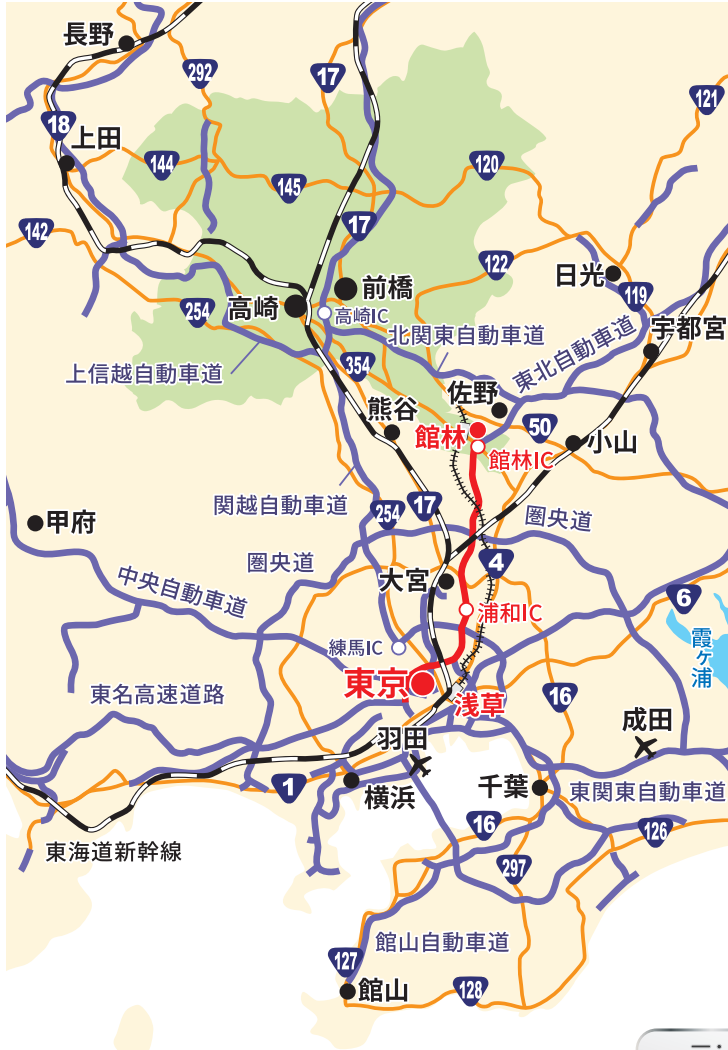 長野
292
17
121
18
上田
144
145
120
142
17
122
日光
119
254
高崎
前橋
高崎IC
北関東自動車道
宇都宮
上信越自動車道
354
東北自動車道
佐野
熊谷
館林
50
小山
館林IC
関越自動車道
254
17
圏央道
甲府
圏央道
4
中央自動車道
大宮
6
浦和IC
霞ヶ浦
練馬IC
東京
東名高速道路
浅草
16
成田
羽田
1
横浜
千葉
東関東自動車道
16
126
東海道新幹線
297
館山自動車道
127
館山
128